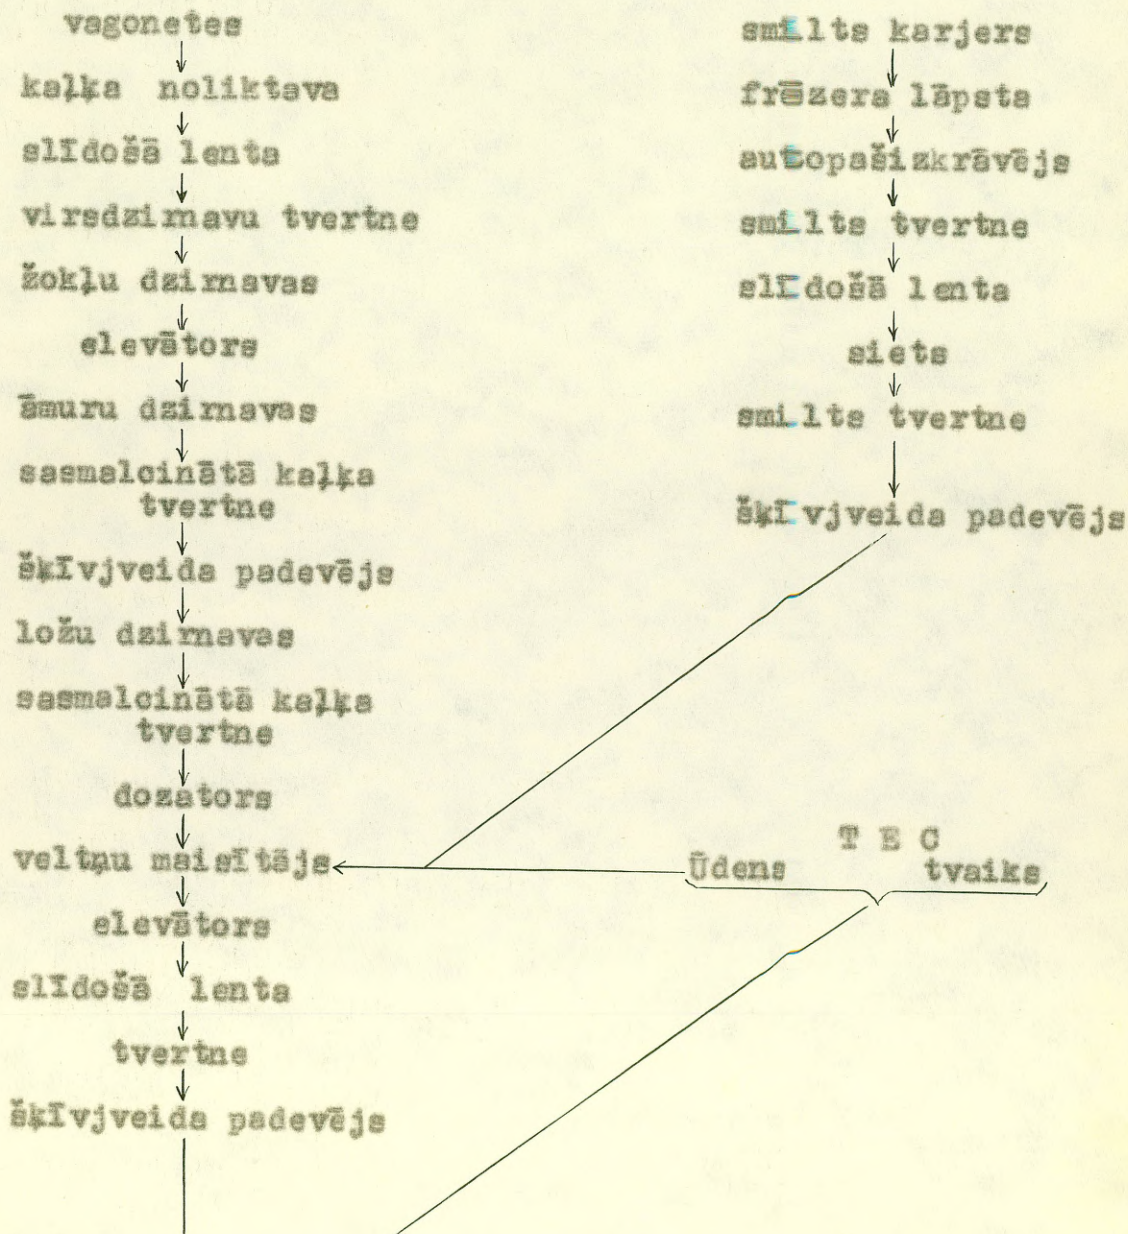 vagonetes
kaļķa noliktava
slīdošā lenta
virsdzirnavu tvertne
žokļu dzirnavas
elevātors
āmuru dzirnavas
sasmalcinātā kaļķa
tvertne
šķīvjveida padevējs
ložu dzirnavas
sasmalcinātā kaļķa
tvertne
dozātors
veltņu maisītājs
elevātors
slīdošā lenta
tvertne
šķīvjveida padevējs
smilts karjers
frēzera lāpsta
autopašizkrāvējs
smilts tvertne
slīdošā lenta
siets
smilts tvertne
šķīvjveida padevējs
T E C
Ūdens tvaiks